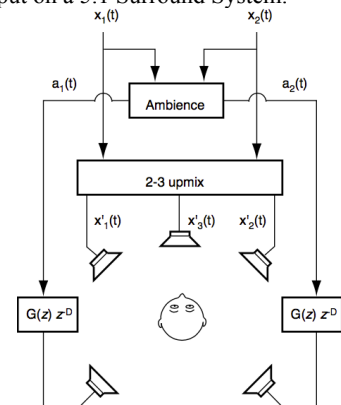 put on a 5.1 Surround System.
x₁(t) x₂(t)
a₁(t) a₂(t)
Ambience
2-3 upmix
x'₁(t) x'₃(t) x'₂(t)
G(z) z⁻ᴰ G(z) z⁻ᴰ